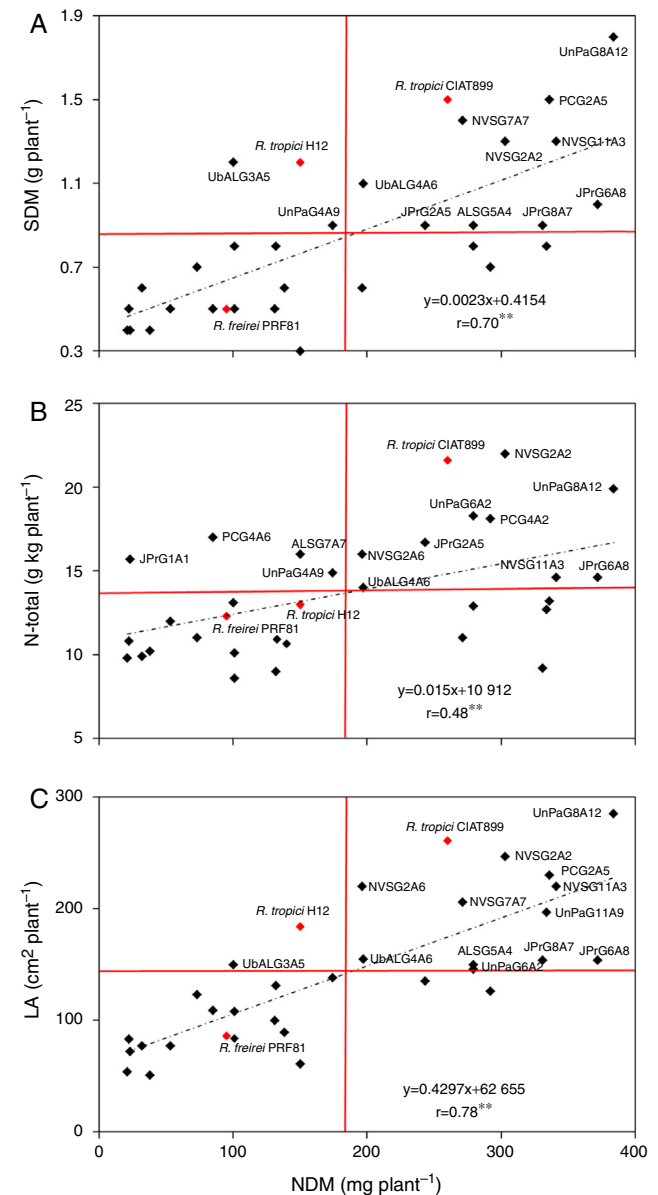 A
1.9
UnPaG8A12
R. tropici CIAT899
1.5
PCG2A5
NVSG7A7
R. tropici H12
NVSG11A3
NVSG2A2
UbALG3A5
UbALG4A6
1.1
JPrG6A8
UnPaG4A9
JPrG2A5
ALSG5A4
JPrG8A7
SDM (g plant⁻¹)
0.7
y=0.0023x+0.4154
r=0.70**
R. freirei PRF81
0.3
B
25
R. tropici CIAT899
NVSG2A2
20
UnPaG8A12
UnPaG6A2
PCG4A2
PCG4A6
ALSG7A7
JPrG2A5
JPrG1A1
NVSG2A6
UnPaG4A9
NVSG11A3
JPrG6A8
UbALG4A6
15
R. tropici H12
R. freirei PRF81
N-total (g kg plant⁻¹)
10
y=0.015x+10 912
r=0.48**
5
C
300
UnPaG8A12
R. tropici CIAT899
NVSG2A2
PCG2A5
NVSG2A6
NVSG11A3
200
NVSG7A7
R. tropici H12
UnPaG11A9
ALSG5A4
JPrG8A7
JPrG6A8
UbALG3A5
UbALG4A6
UnPaG6A2
LA (cm2 plant⁻¹)
100
R. freirei PRF81
y=0.4297x+62 655
r=0.78**
0
0 100 200 300 400
NDM (mg plant⁻¹)